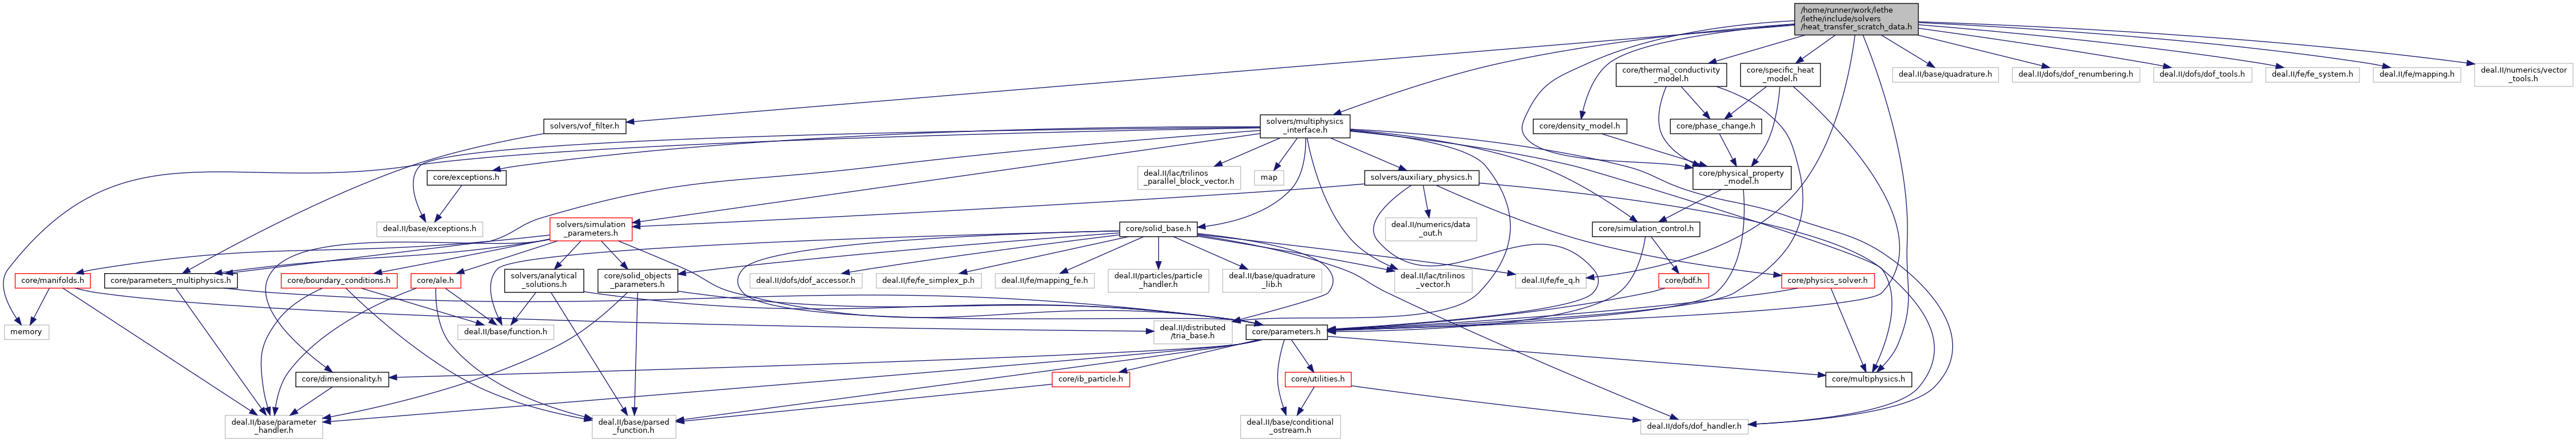 /home/runner/work/lethe
/lethe/include/solvers
/heat_transfer_scratch_data.h
core/thermal_conductivity
_model.h
core/specific_heat
_model.h
deal.II/base/quadrature.h
deal.II/dofs/dof_renumbering.h
deal.II/dofs/dof_tools.h
deal.II/fe/fe_system.h
deal.II/fe/mapping.h
deal.II/numerics/vector
_tools.h
solvers/vof_filter.h
solvers/multiphysics
_interface.h
core/density_model.h
core/phase_change.h
core/exceptions.h
deal.II/lac/trilinos
_parallel_block_vector.h
map
solvers/auxiliary_physics.h
core/physical_property
_model.h
deal.II/base/exceptions.h
solvers/simulation
_parameters.h
core/solid_base.h
deal.II/numerics/data
_out.h
core/simulation_control.h
core/manifolds.h
core/parameters_multiphysics.h
core/boundary_conditions.h
core/ale.h
solvers/analytical
_solutions.h
core/solid_objects
_parameters.h
deal.II/dofs/dof_accessor.h
deal.II/fe/fe_simplex_p.h
deal.II/fe/mapping_fe.h
deal.II/particles/particle
_handler.h
deal.II/base/quadrature
_lib.h
deal.II/lac/trilinos
_vector.h
deal.II/fe/fe_q.h
core/bdf.h
core/physics_solver.h
memory
deal.II/base/function.h
deal.II/distributed
/tria_base.h
core/parameters.h
core/dimensionality.h
core/ib_particle.h
core/utilities.h
core/multiphysics.h
deal.II/base/parameter
_handler.h
deal.II/base/parsed
_function.h
deal.II/base/conditional
_ostream.h
deal.II/dofs/dof_handler.h